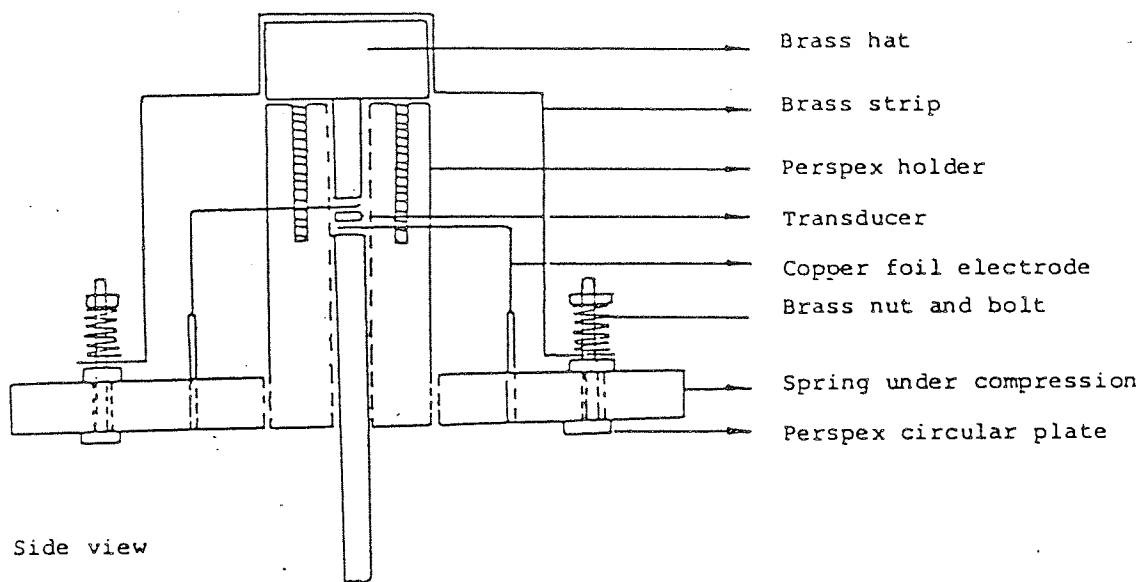 Brass hat
Brass strip
Perspex holder
Transducer
Copper foil electrode
Brass nut and bolt
Spring under compression
Perspex circular plate
Side view